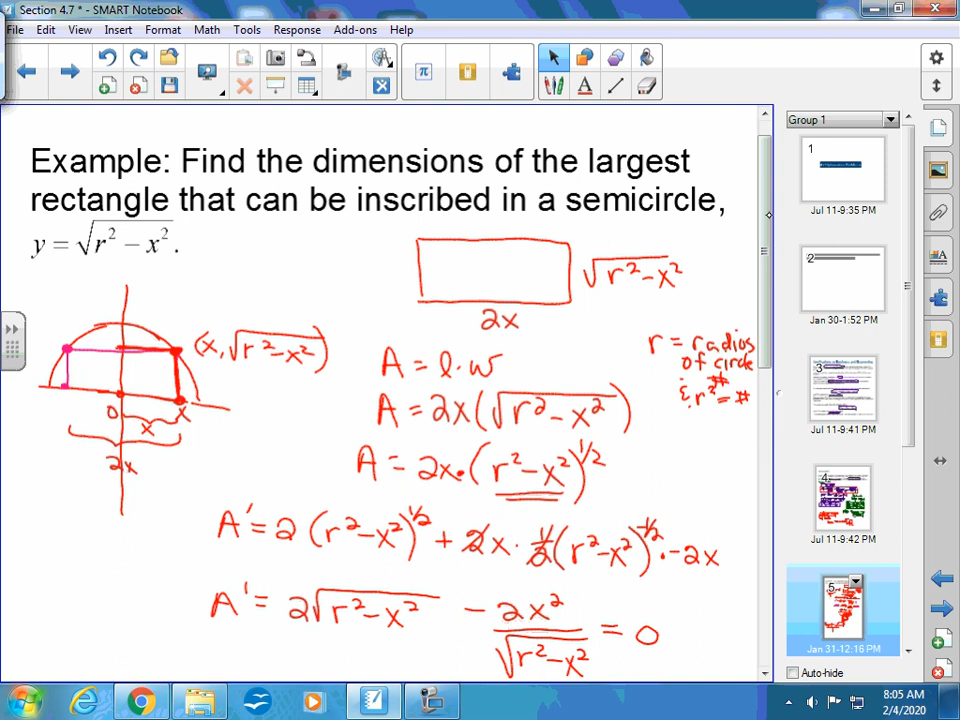 Section 4.7 * - SMART Notebook
File Edit View Insert Format Math Tools Response Add-ons Help
Example: Find the dimensions of the largest
rectangle that can be inscribed in a semicircle,
y = √(r² − x²).
√(r²−x²)
2x
(x, √(r²−x²))
0 x
x
2x
r = radius
of circle
& r² = #
#
A = l·w
A = 2x(√(r²−x²))
A = 2x·(r²−x²)^1/2
A' = 2(r²−x²)^1/2 + 2x·1/2(r²−x²)^-1/2·-2x
A' = 2√(r²−x²) − 2x²/√(r²−x²) = 0
Group 1
1
Jul 11-9:35 PM
2
Jan 30-1:52 PM
3
Jul 11-9:41 PM
4
Jul 11-9:42 PM
5
Jan 31-12:16 PM
Auto-hide
8:05 AM
2/4/2020